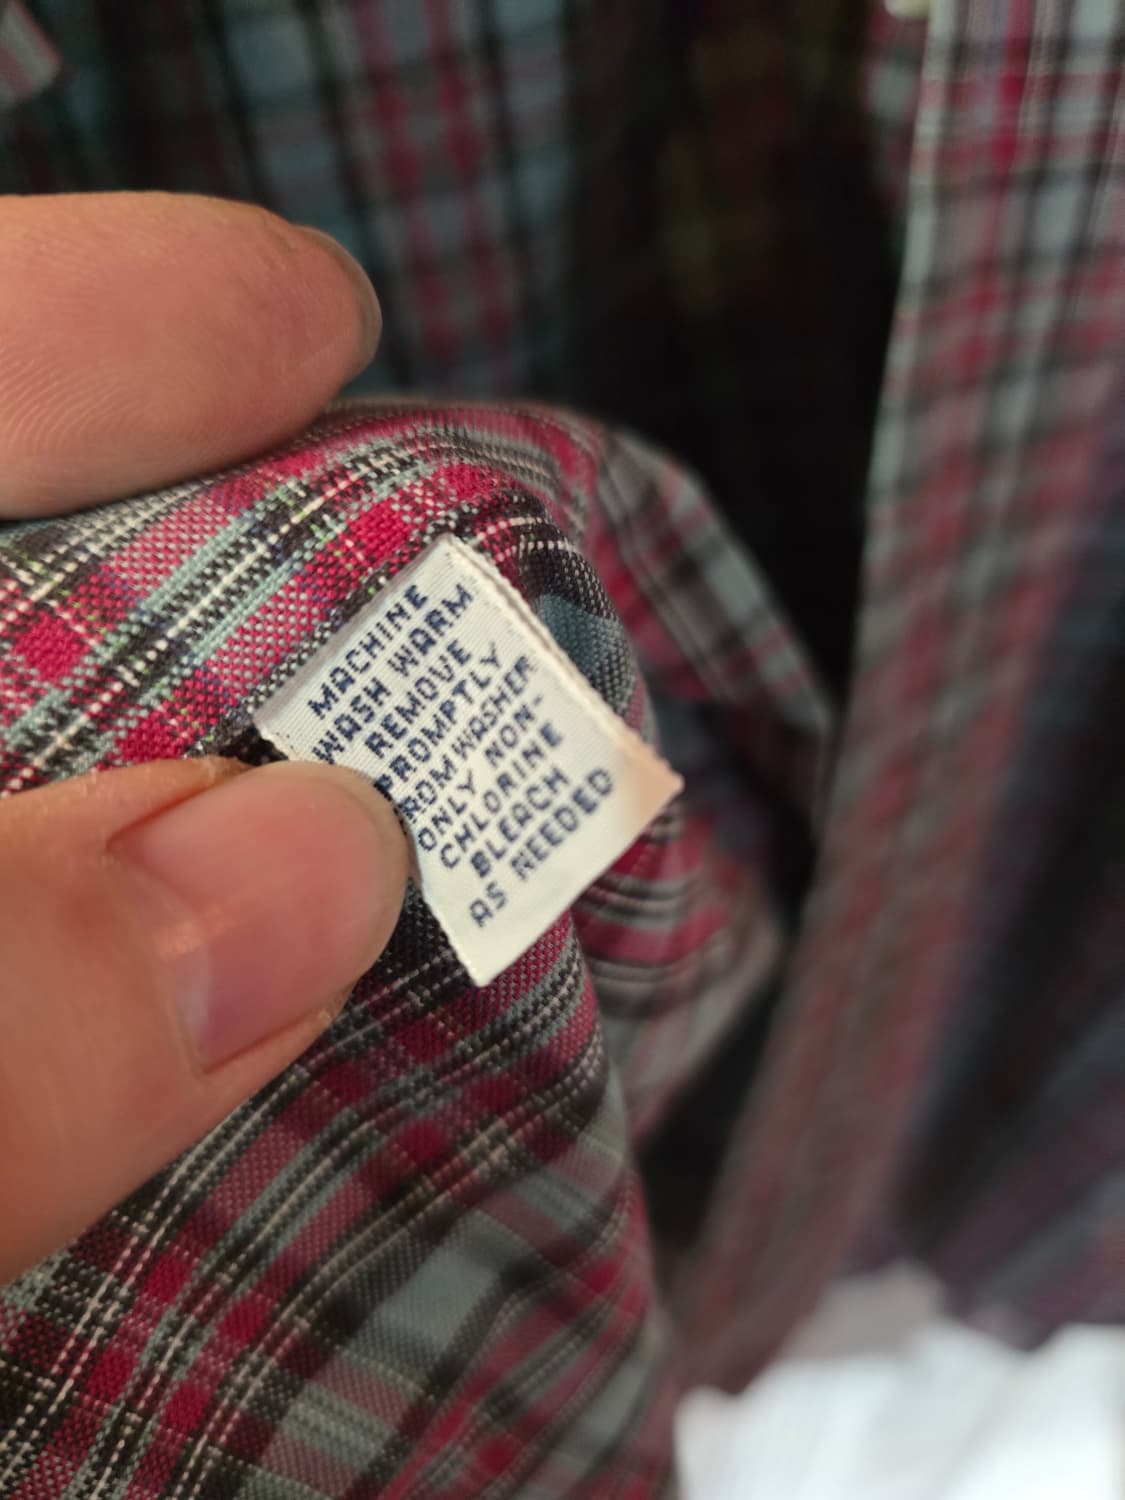 MACHINE
WASH WARM
REMOVE
PROMPTLY
FROM WASHER
ONLY NON-
CHLORINE
BLEACH
AS NEEDED